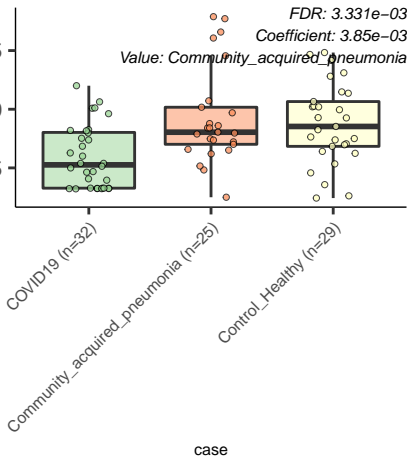 FDR: 3.331e−03
Coefficient: 3.85e−03
Value: Community_acquired_pneumonia
COVID19 (n=32)
Community_acquired_pneumonia (n=25)
Control_Healthy (n=29)
case